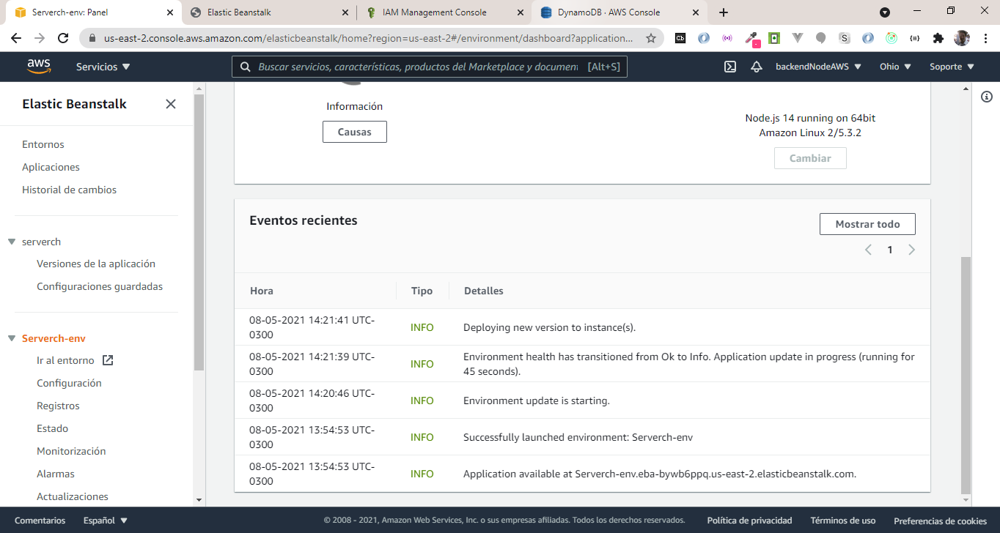 Serverch-env: Panel
Elastic Beanstalk
IAM Management Console
DynamoDB · AWS Console
us-east-2.console.aws.amazon.com/elasticbeanstalk/home?region=us-east-2#/environment/dashboard?application...
aws
Servicios
Buscar servicios, características, productos del Marketplace y documen
[Alt+S]
backendNodeAWS
Ohio
Soporte
Elastic Beanstalk
Entornos
Aplicaciones
Historial de cambios
serverch
Versiones de la aplicación
Configuraciones guardadas
Serverch-env
Ir al entorno
Configuración
Registros
Estado
Monitorización
Alarmas
Actualizaciones
Información
Causas
Node.js 14 running on 64bit
Amazon Linux 2/5.3.2
Cambiar
Eventos recientes
Mostrar todo
1
Hora Tipo Detalles
08-05-2021 14:21:41 UTC-
0300
INFO
Deploying new version to instance(s).
08-05-2021 14:21:39 UTC-
0300
INFO
Environment health has transitioned from Ok to Info. Application update in progress (running for
45 seconds).
08-05-2021 14:20:46 UTC-
0300
INFO
Environment update is starting.
08-05-2021 13:54:53 UTC-
0300
INFO
Successfully launched environment: Serverch-env
08-05-2021 13:54:53 UTC-
0300
INFO
Application available at Serverch-env.eba-bywb6ppq.us-east-2.elasticbeanstalk.com.
Comentarios
Español
© 2008 - 2021, Amazon Web Services, Inc. o sus empresas afiliadas. Todos los derechos reservados.
Política de privacidad
Términos de uso
Preferencias de cookies